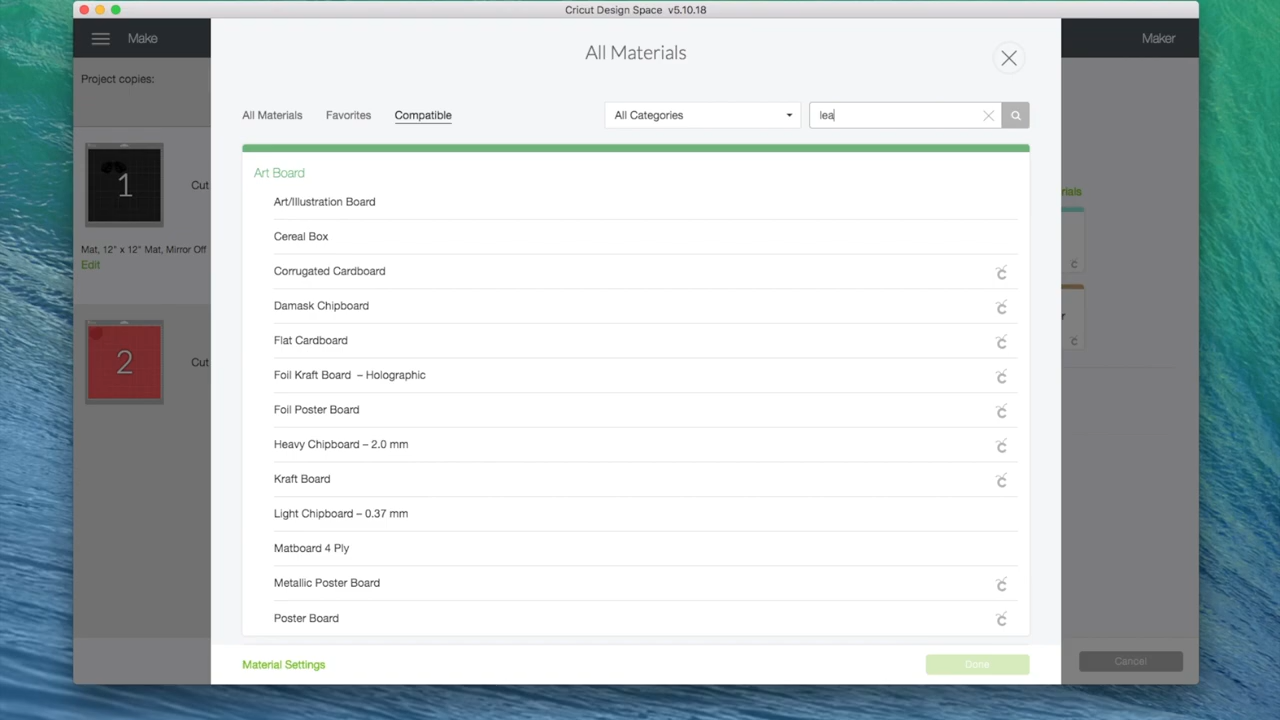 Cricut Design Space v5.10.18
Make
Maker
All Materials
Project copies:
All Materials
Favorites
Compatible
All Categories
lea
1
Cut
Mat, 12" x 12" Mat, Mirror Off
Edit
2
Cut
Art Board
Art/Illustration Board
Cereal Box
Corrugated Cardboard
Damask Chipboard
Flat Cardboard
Foil Kraft Board – Holographic
Foil Poster Board
Heavy Chipboard – 2.0 mm
Kraft Board
Light Chipboard – 0.37 mm
Matboard 4 Ply
Metallic Poster Board
Poster Board
rials
r
Material Settings
Done
Cancel